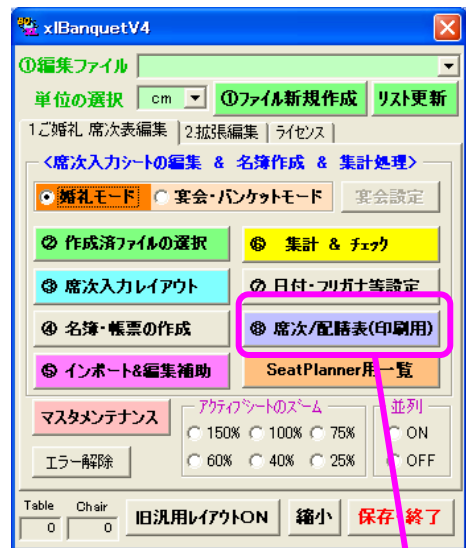 xlBanquetV4
①編集ファイル
単位の選択 cm ①ファイル新規作成 リスト更新
1ご婚礼 席次表編集 2拡張編集 ライセンス
<席次入力シートの編集 & 名簿作成 & 集計処理>
婚礼モード 宴会・バンケットモード 宴会設定
② 作成済ファイルの選択 ⑥ 集計 & チェック
③ 席次入力レイアウト ⑦ 日付・フリガナ等設定
④ 名簿・帳票の作成 ⑧ 席次/配膳表(印刷用)
⑤ インポート&編集補助 SeatPlanner用一覧
マスタメンテナンス アクティブシートのズーム 並列
150% 100% 75% ON
エラー解除 60% 40% 25% OFF
Table Chair
0 0 旧汎用レイアウトON 縮小 保存 終了